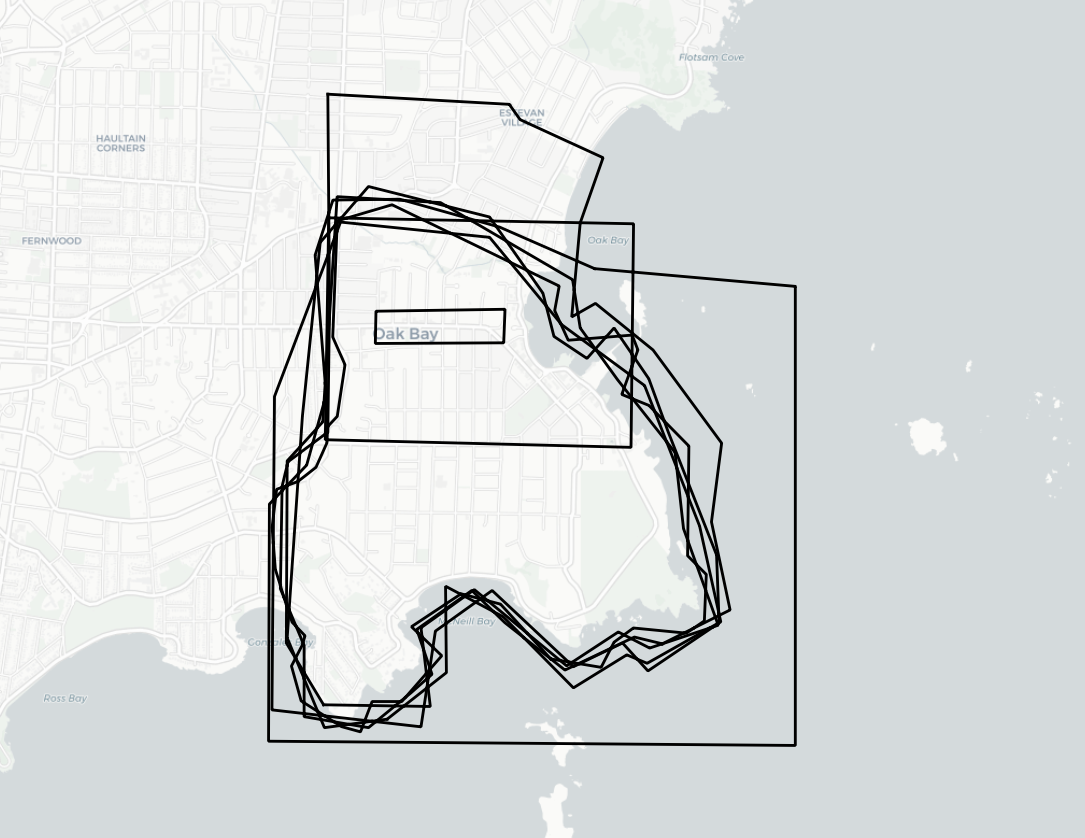 Flotsam Cove
ESTEVAN
VILLAGE
HAULTAIN
CORNERS
FERNWOOD
Oak Bay
Oak Bay
McNeill Bay
Gonzales Bay
Ross Bay